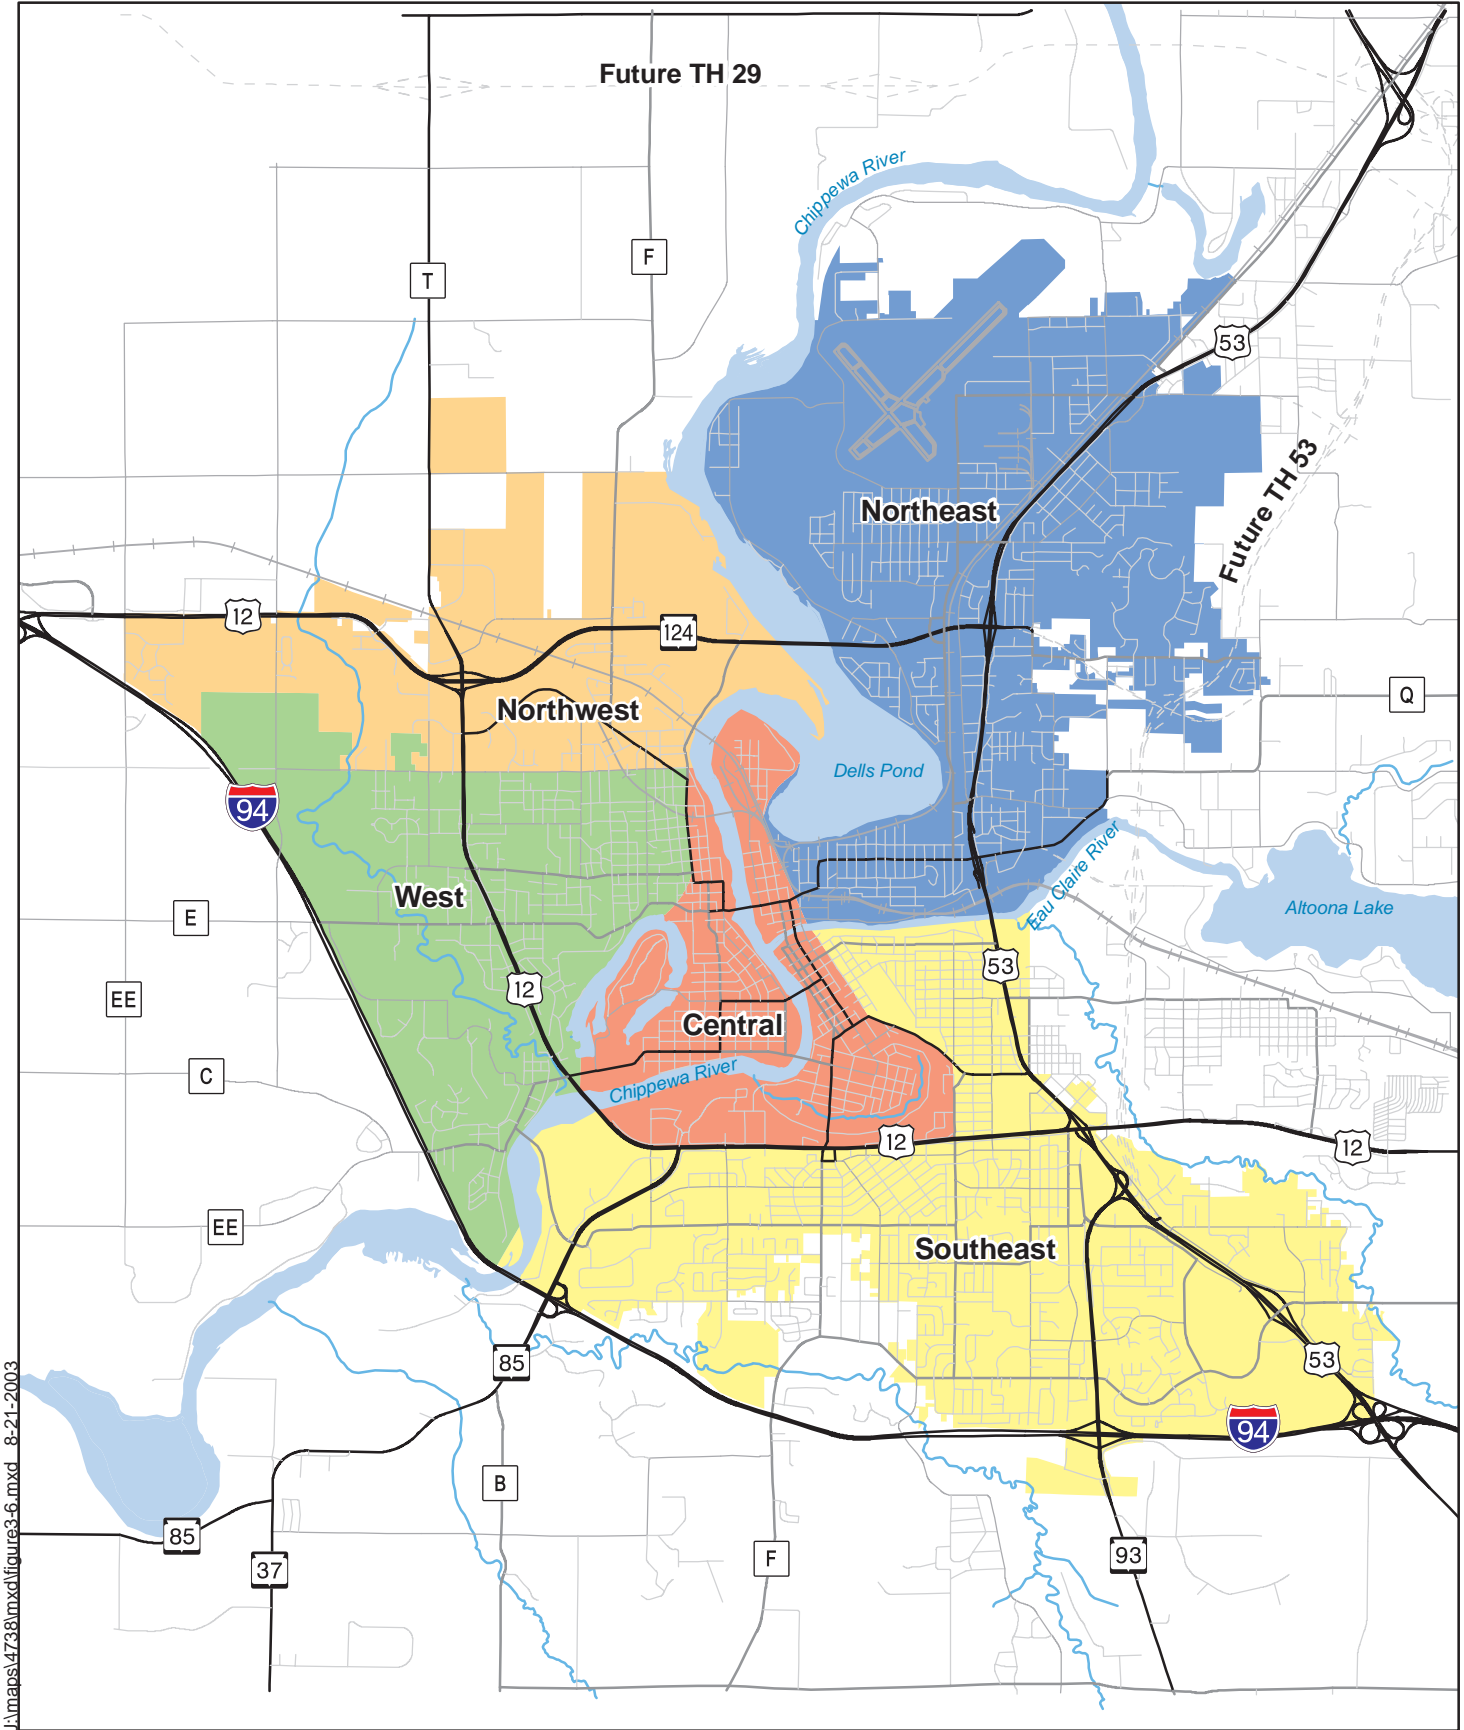 Future TH 29
Chippewa River
F
T
53
Future TH 53
Northeast
12
124
Q
Northwest
Dells Pond
94
Eau Claire River
West
Altoona Lake
E
53
12
EE
Central
C
Chippewa River
12
12
EE
Southeast
85
53
94
B
85
F
93
37
J:\maps\4738\mxd\figure3-6.mxd 8-21-2003